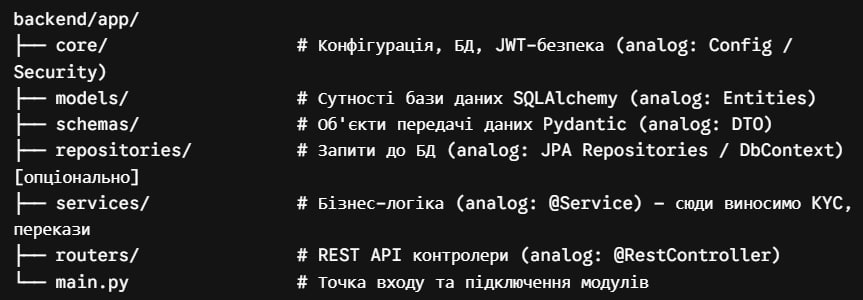 backend/app/
├── core/                  # Конфігурація, БД, JWT-безпека (analog: Config /
Security)
├── models/                # Сутності бази даних SQLAlchemy (analog: Entities)
├── schemas/               # Об'єкти передачі даних Pydantic (analog: DTO)
├── repositories/          # Запити до БД (analog: JPA Repositories / DbContext)
[опціонально]
├── services/              # Бізнес-логіка (analog: @Service) – сюди виносимо KYC,
перекази
├── routers/               # REST API контролери (analog: @RestController)
└── main.py                # Точка входу та підключення модулів